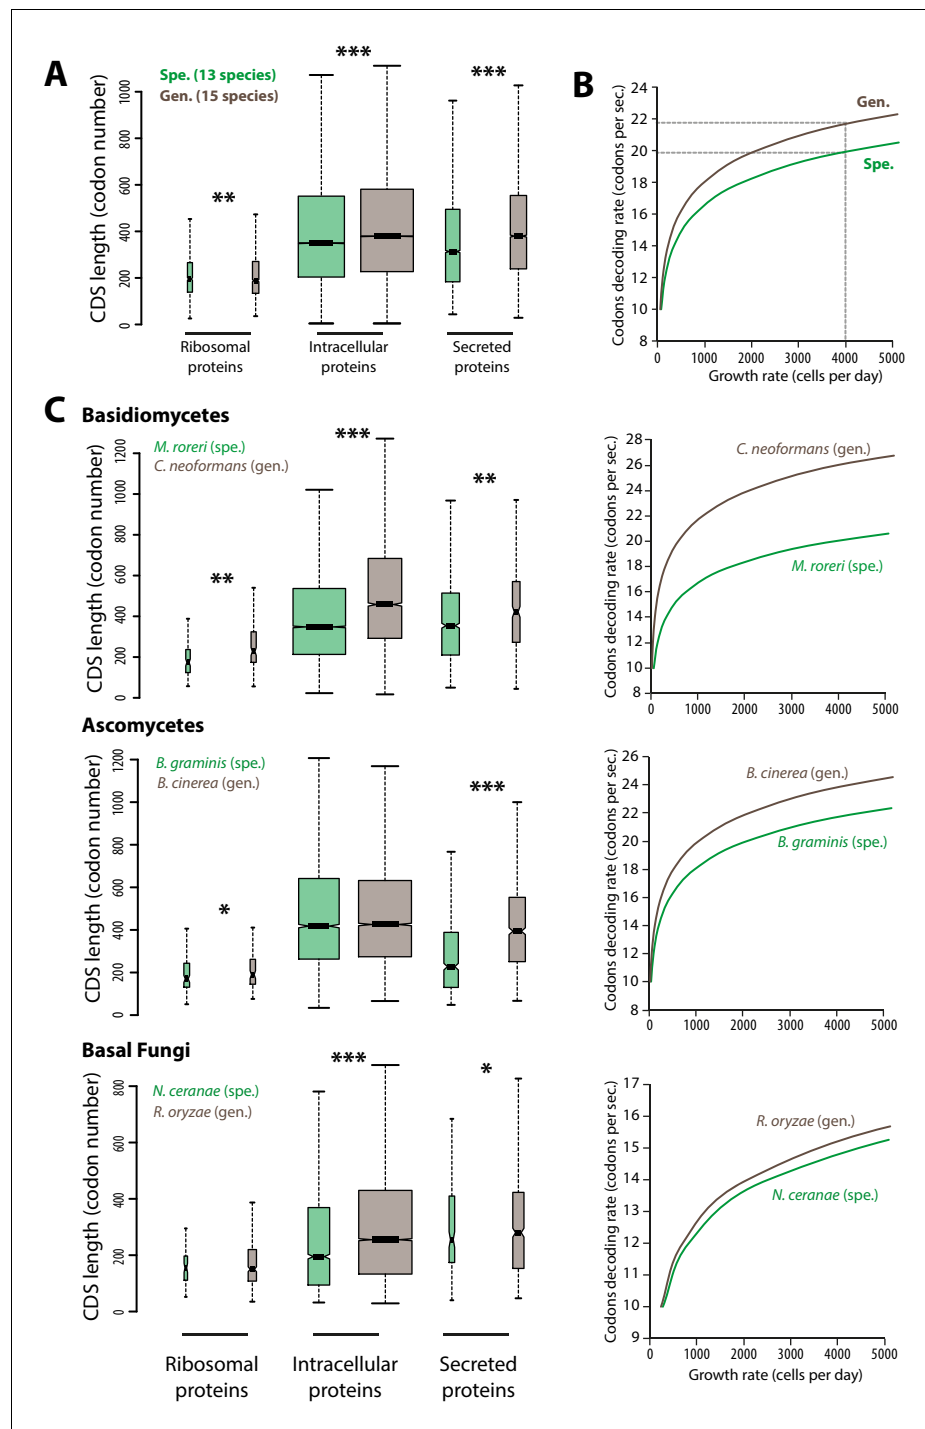 A
Spe. (13 species)
Gen. (15 species)
CDS length (codon number)
0
200
400
600
800
1000
**
***
***
Ribosomal
proteins
Intracellular
proteins
Secreted
proteins
B
Codons decoding rate (codons per sec.)
24
22
20
18
16
14
12
10
8
Gen.
Spe.
0 1000 2000 3000 4000 5000
Growth rate (cells per day)
C
Basidiomycetes
M. roreri (spe.)
C. neoformans (gen.)
CDS length (codon number)
0
200
400
600
800
1000
1200
**
***
**
Codons decoding rate (codons per sec.)
28
26
24
22
20
18
16
14
12
10
8
C. neoformans (gen.)
M. roreri (spe.)
0 1000 2000 3000 4000 5000
Ascomycetes
B. graminis (spe.)
B. cinerea (gen.)
CDS length (codon number)
0
200
400
600
800
1000
1200
*
***
Codons decoding rate (codons per sec.)
26
24
22
20
18
16
14
12
10
8
B. cinerea (gen.)
B. graminis (spe.)
0 1000 2000 3000 4000 5000
Basal Fungi
N. ceranae (spe.)
R. oryzae (gen.)
CDS length (codon number)
0
200
400
600
800
***
*
Ribosomal
proteins
Intracellular
proteins
Secreted
proteins
Codons decoding rate (codons per sec.)
17
16
15
14
13
12
11
10
9
R. oryzae (gen.)
N. ceranae (spe.)
0 1000 2000 3000 4000 5000
Growth rate (cells per day)